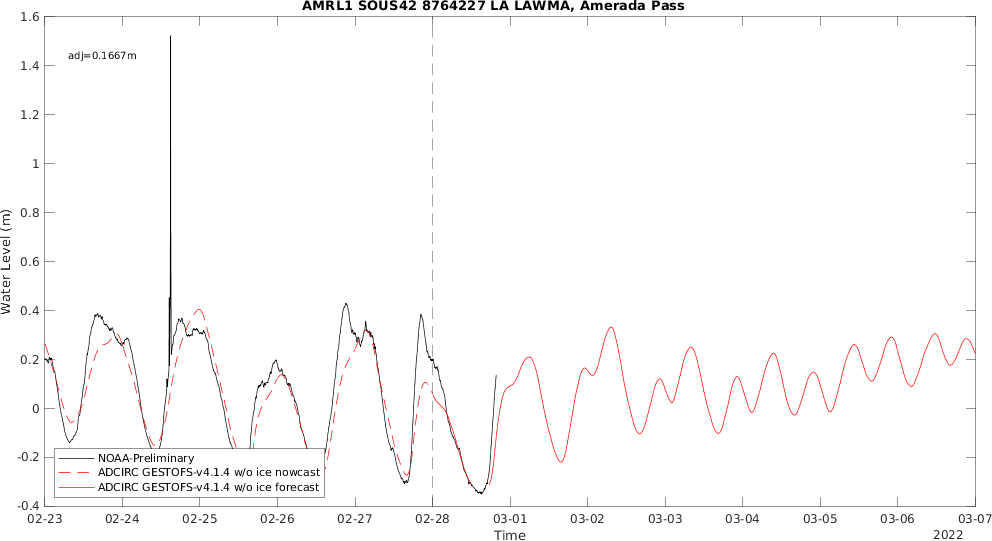 AMRL1 SOUS42 8764227 LA LAWMA, Amerada Pass
adj=0.1667m
1.6
1.4
1.2
1
0.8
0.6
0.4
0.2
0
-0.2
-0.4
Water Level (m)
NOAA-Preliminary
ADCIRC GESTOFS-v4.1.4 w/o ice nowcast
ADCIRC GESTOFS-v4.1.4 w/o ice forecast
02-23 02-24 02-25 02-26 02-27 02-28 03-01 03-02 03-03 03-04 03-05 03-06 03-07
Time
2022